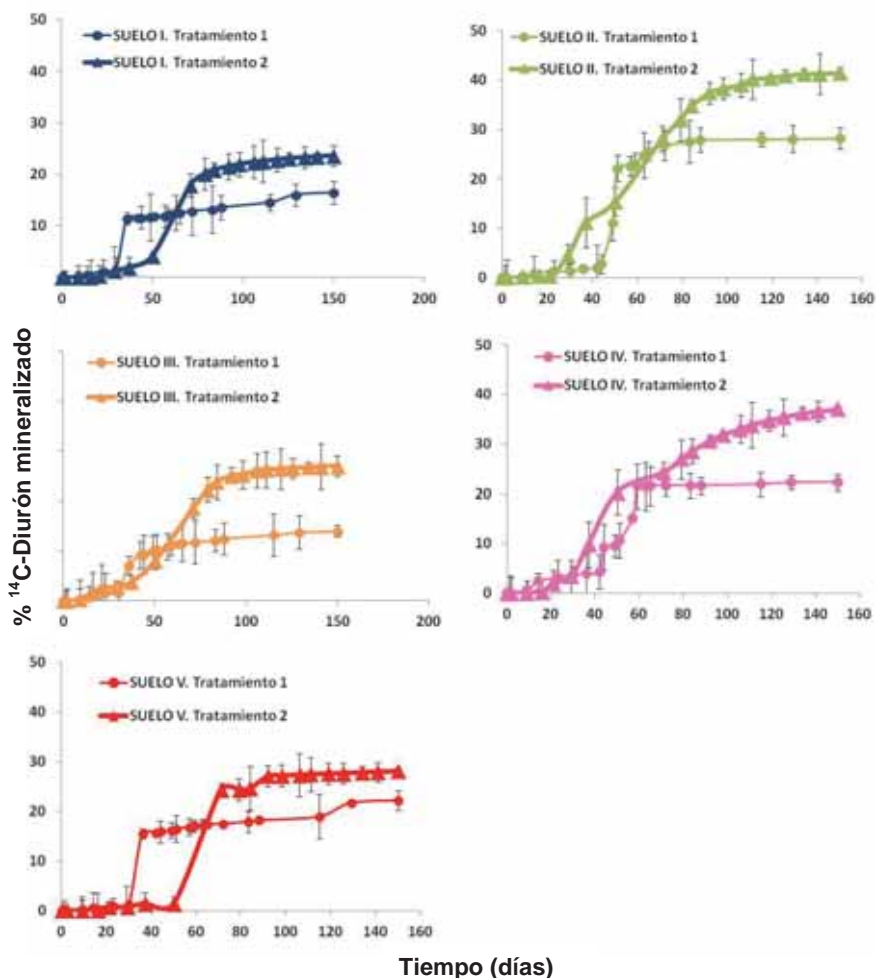 50
40
30
20
10
SUELO I. Tratamiento 1
SUELO I. Tratamiento 2
0 50 100 150 200
50
40
30
20
10
0
SUELO II. Tratamiento 1
SUELO II. Tratamiento 2
0 20 40 60 80 100 120 140 160
SUELO III. Tratamiento 1
SUELO III. Tratamiento 2
0 50 100 150 200
50
40
30
20
10
0
SUELO IV. Tratamiento 1
SUELO IV. Tratamiento 2
0 20 40 60 80 100 120 140 160
% ¹⁴C-Diurón mineralizado
50
40
30
20
10
0
SUELO V. Tratamiento 1
SUELO V. Tratamiento 2
0 20 40 60 80 100 120 140 160
Tiempo (días)